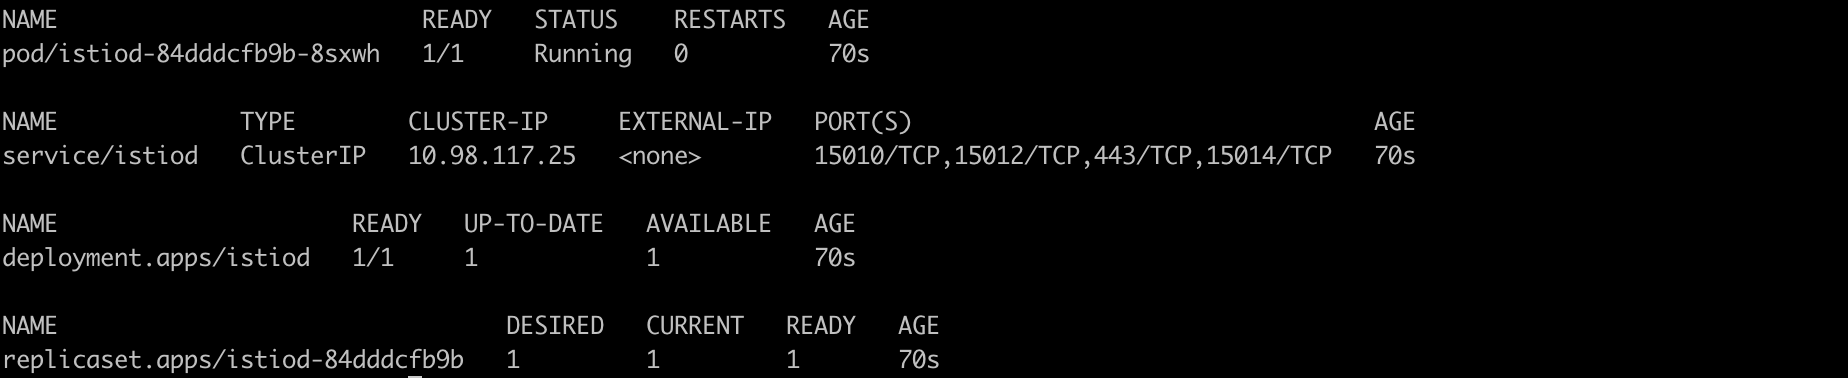 NAME                          READY   STATUS    RESTARTS   AGE
pod/istiod-84dddcfb9b-8sxwh   1/1     Running   0          70s
NAME             TYPE        CLUSTER-IP     EXTERNAL-IP   PORT(S)                                 AGE
service/istiod   ClusterIP   10.98.117.25   <none>        15010/TCP,15012/TCP,443/TCP,15014/TCP   70s
NAME                     READY   UP-TO-DATE   AVAILABLE   AGE
deployment.apps/istiod   1/1     1            1           70s
NAME                                DESIRED   CURRENT   READY   AGE
replicaset.apps/istiod-84dddcfb9b   1         1         1       70s